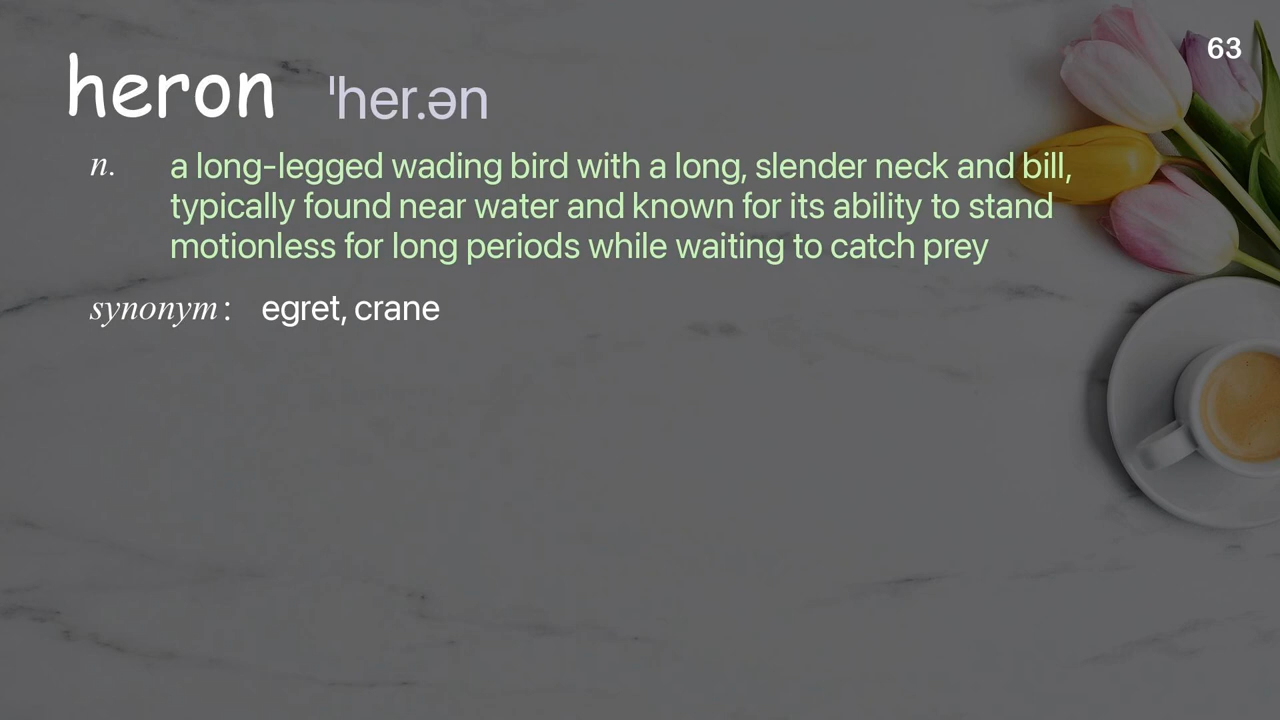 63
heron ˈher.ən
n. a long-legged wading bird with a long, slender neck and bill,
typically found near water and known for its ability to stand
motionless for long periods while waiting to catch prey
synonym: egret, crane